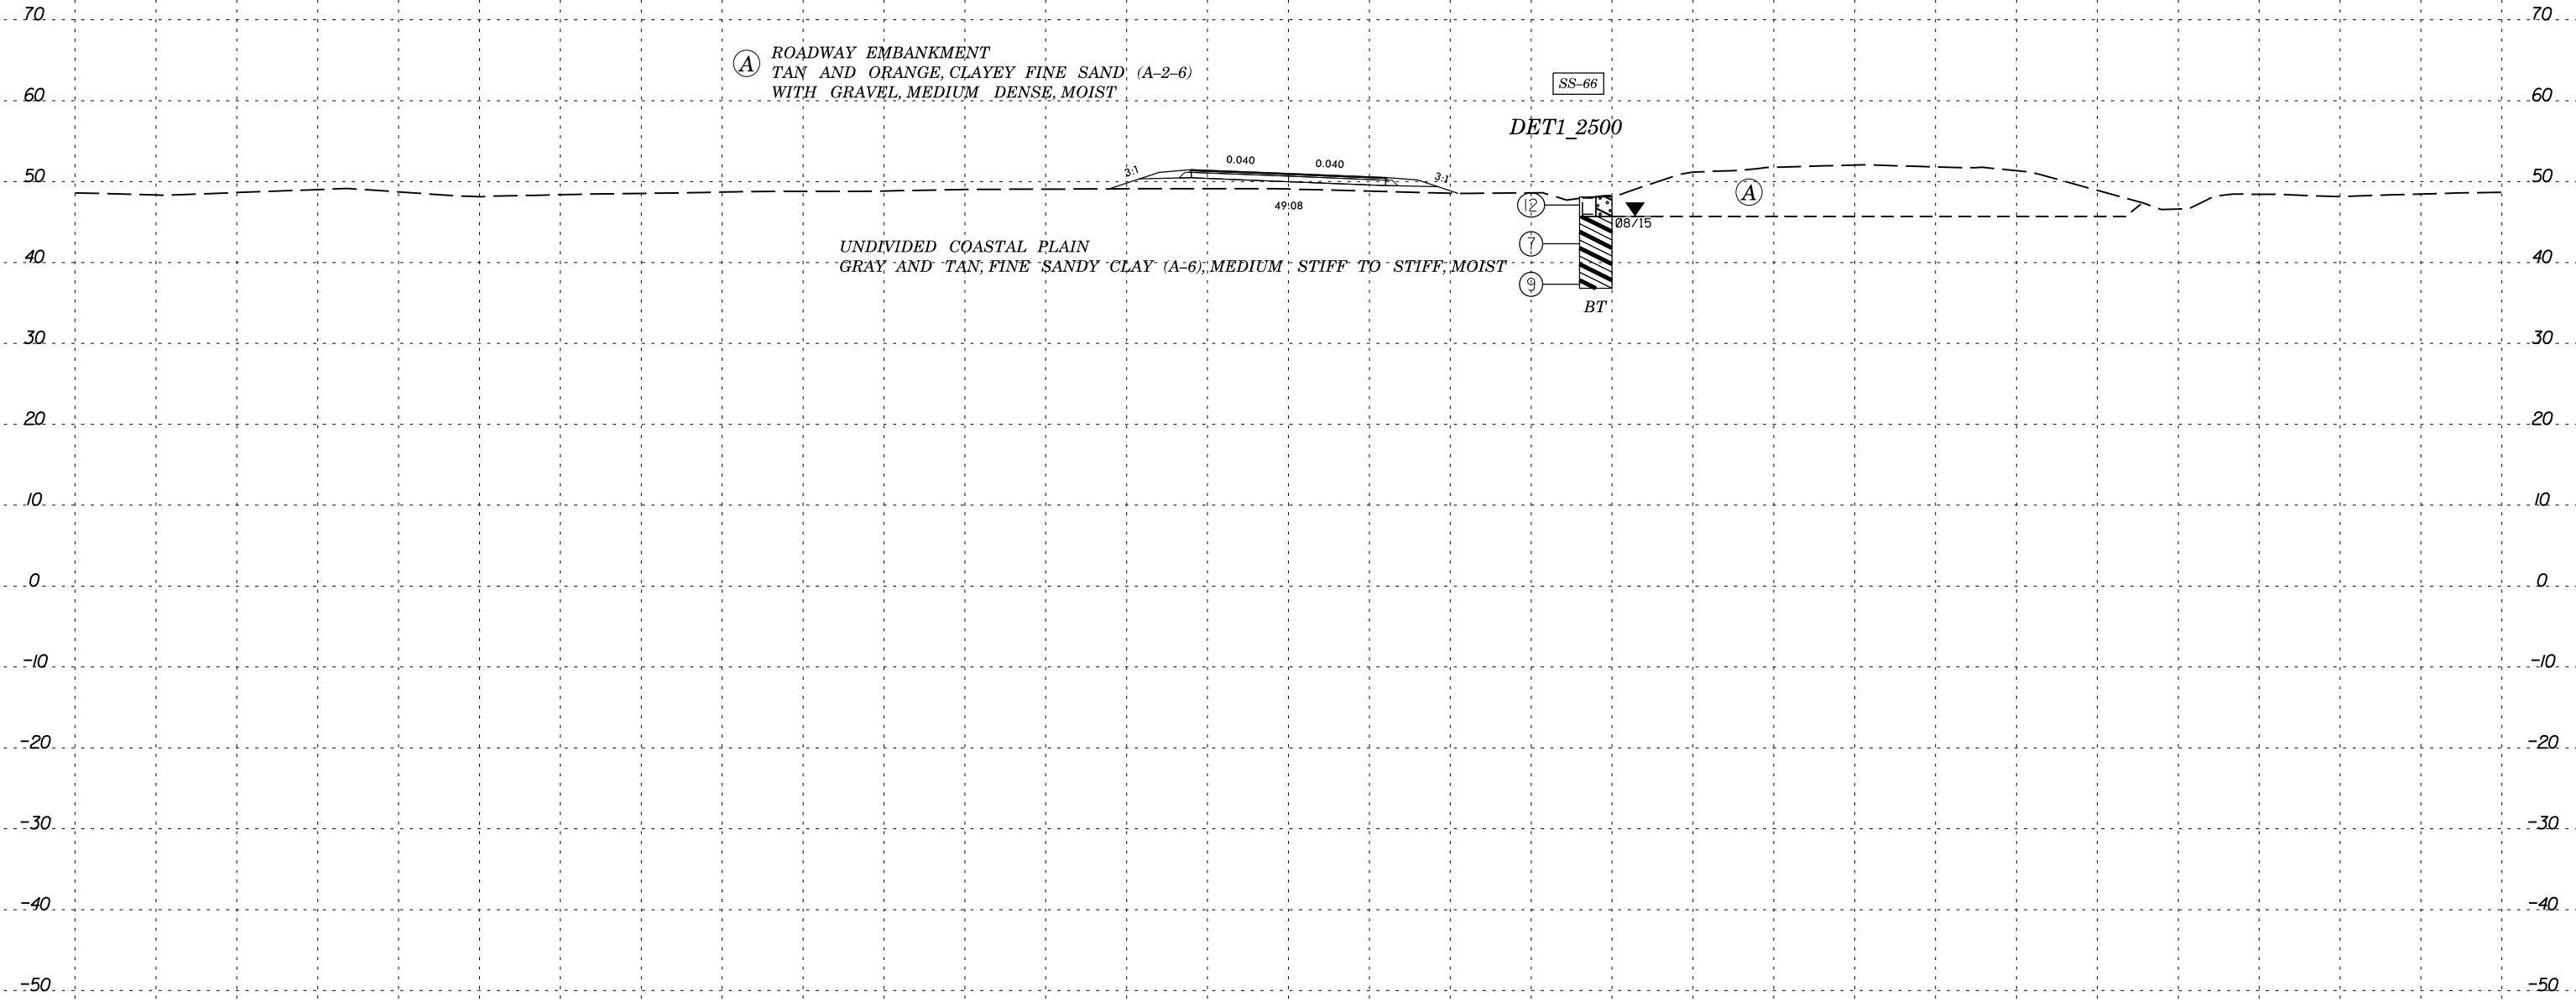 70 70
(A) ROADWAY EMBANKMENT
TAN AND ORANGE, CLAYEY FINE SAND (A-2-6)
WITH GRAVEL, MEDIUM DENSE, MOIST
SS-66
60 60
DET1_2500
3:1 0.040 0.040 3:1
50 50
A
12
49.08
08/15
7
UNDIVIDED COASTAL PLAIN
GRAY AND TAN, FINE SANDY CLAY (A-6), MEDIUM STIFF TO STIFF, MOIST
40 40
9
BT
30 30
20 20
10 10
0 0
-10 -10
-20 -20
-30 -30
-40 -40
-50 -50